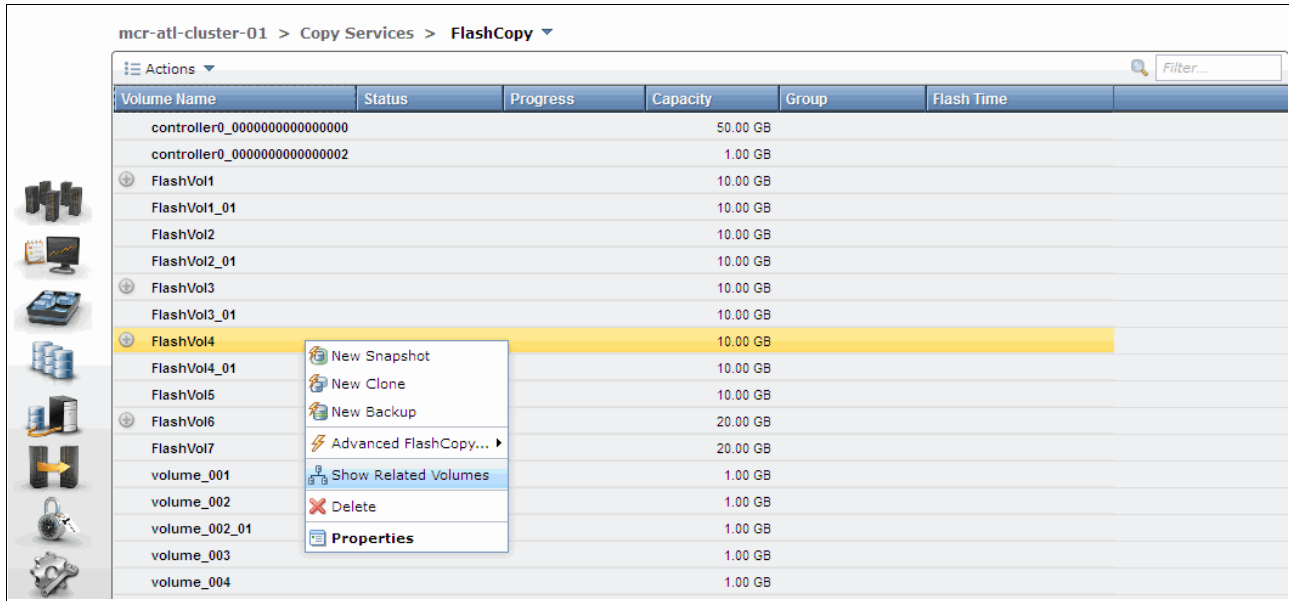 mcr-atl-cluster-01 > Copy Services > FlashCopy
Actions Filter...
Volume Name Status Progress Capacity Group Flash Time
controller0_0000000000000000 50.00 GB
controller0_0000000000000002 1.00 GB
FlashVol1 10.00 GB
FlashVol1_01 10.00 GB
FlashVol2 10.00 GB
FlashVol2_01 10.00 GB
FlashVol3 10.00 GB
FlashVol3_01 10.00 GB
FlashVol4 10.00 GB
New Snapshot
FlashVol4_01 10.00 GB
New Clone
FlashVol5 10.00 GB
New Backup
FlashVol6 20.00 GB
Advanced FlashCopy...
FlashVol7 20.00 GB
Show Related Volumes
volume_001 1.00 GB
volume_002 1.00 GB
Delete
volume_002_01 1.00 GB
Properties
volume_003 1.00 GB
volume_004 1.00 GB